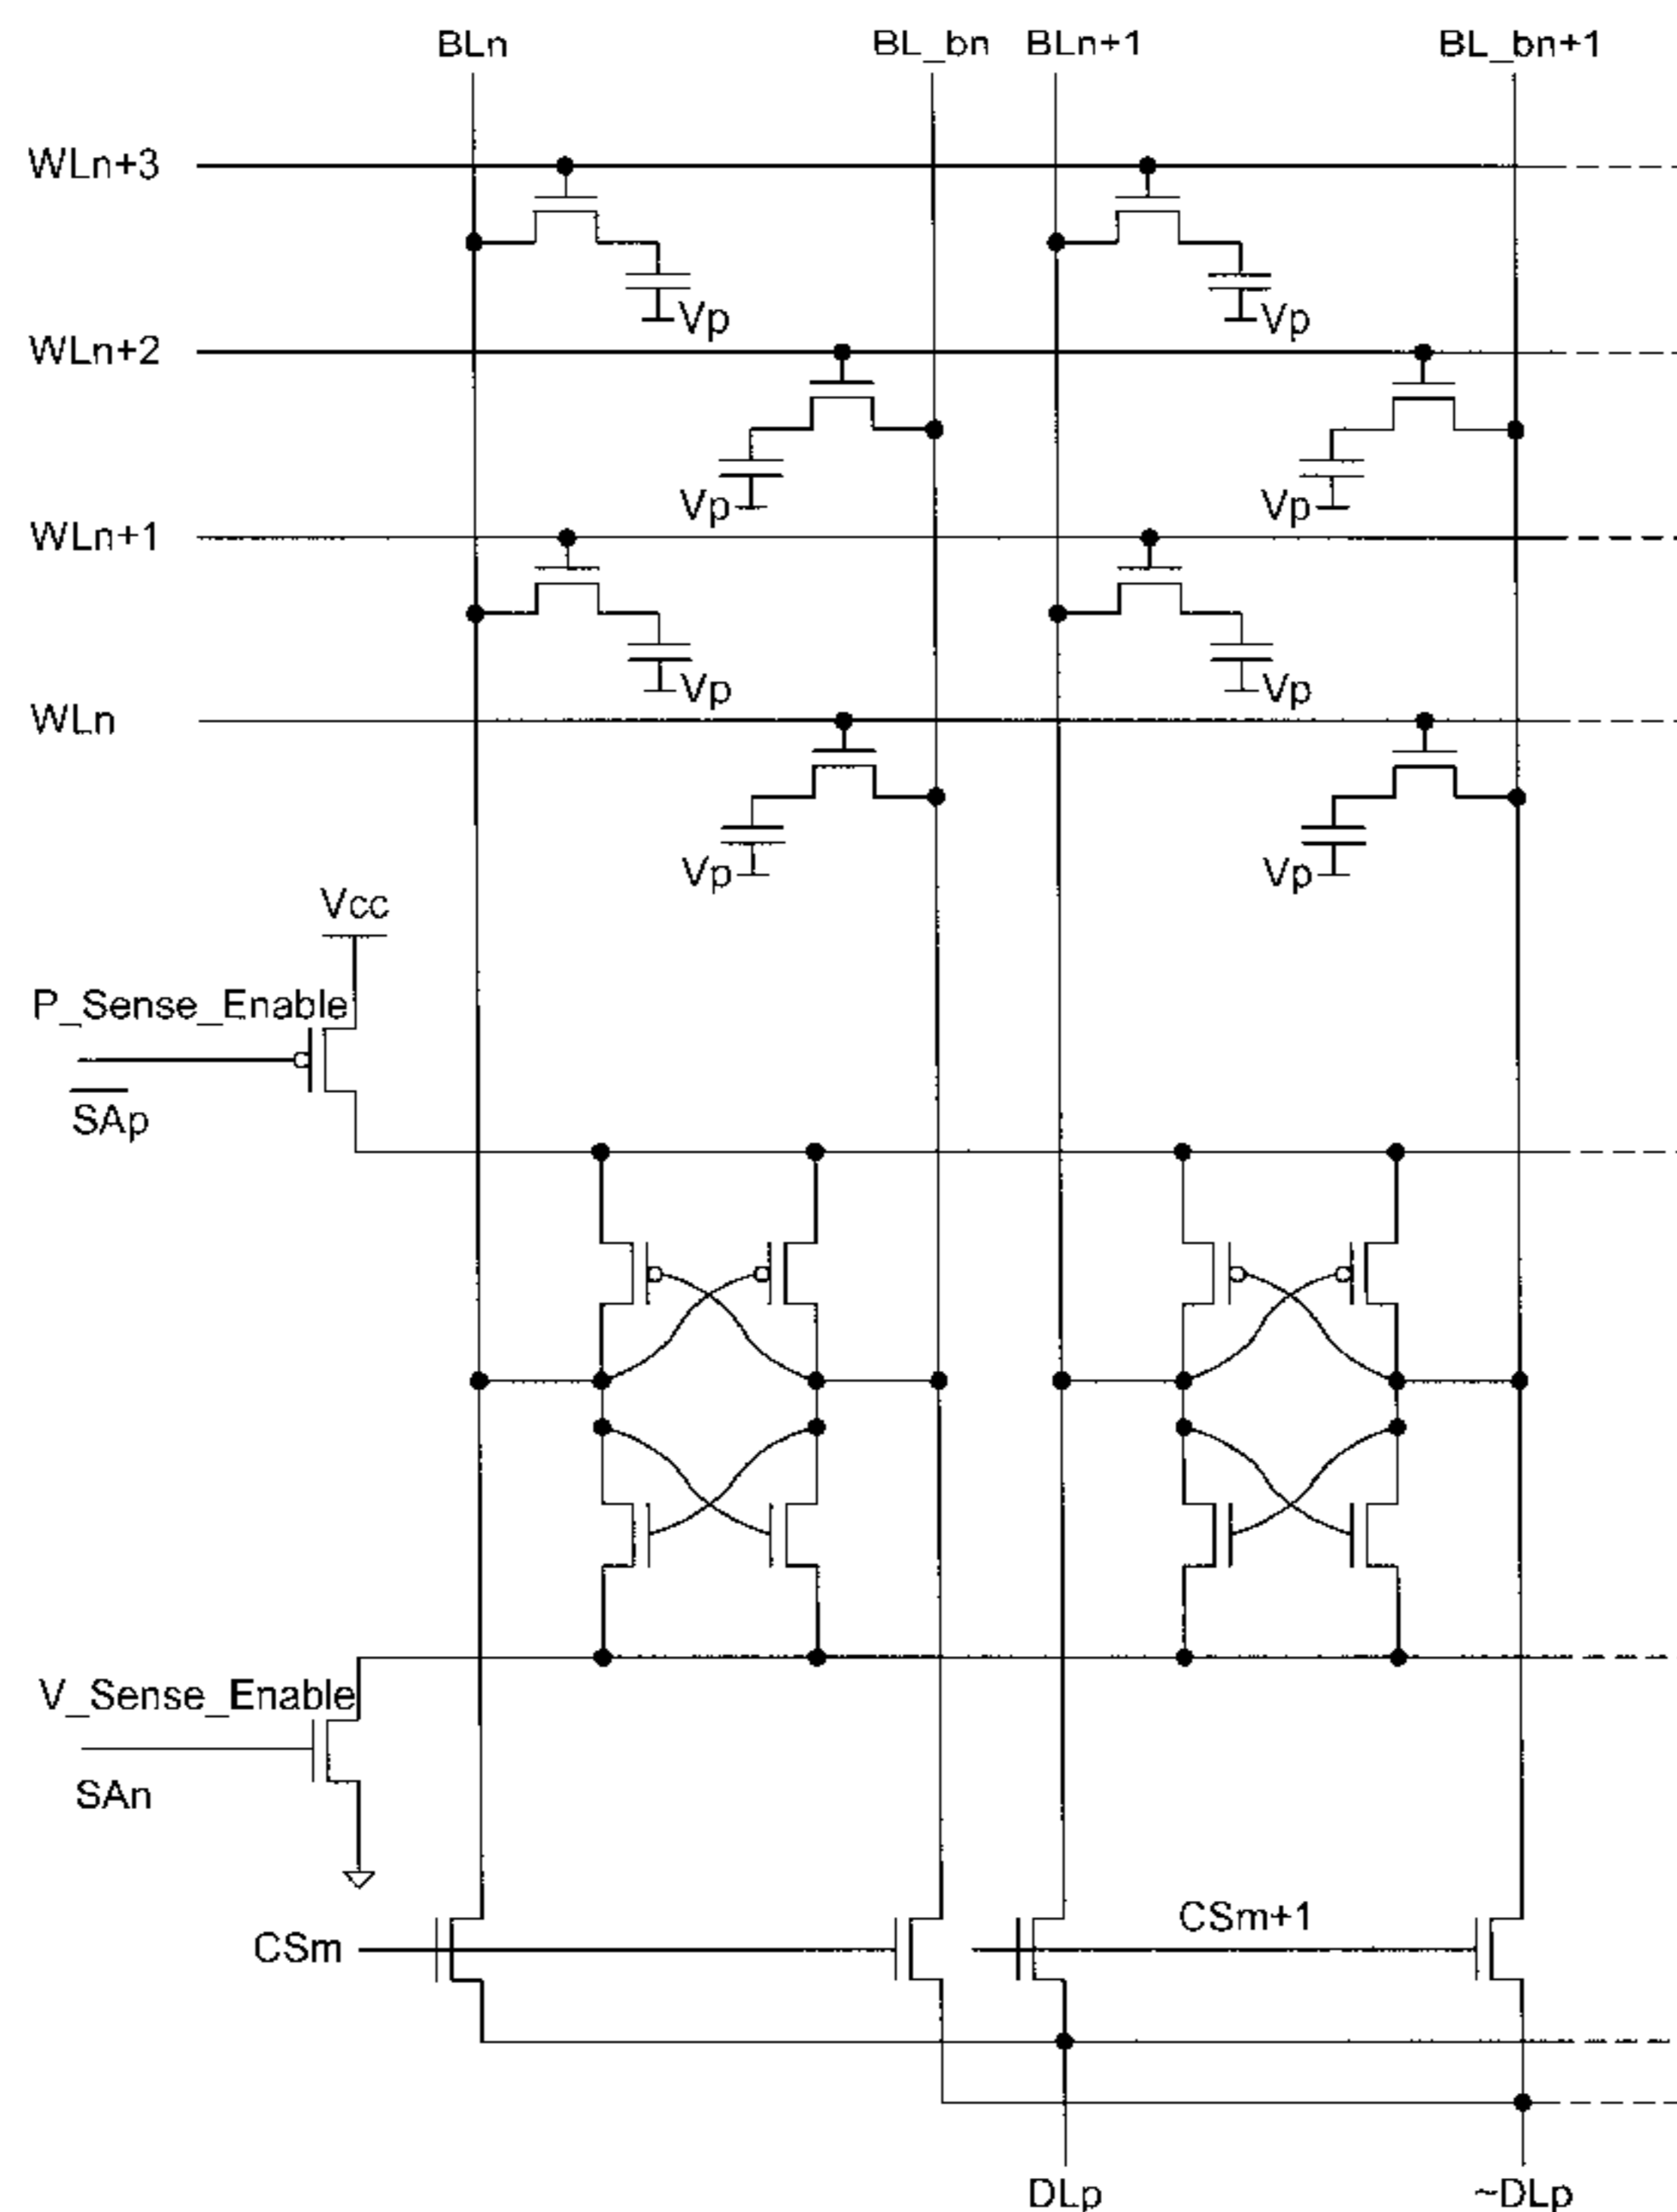 BLn BL_bn BLn+1 BL_bn+1
WLn+3
Vp Vp
WLn+2
Vp Vp
WLn+1
Vp Vp
WLn
Vp Vp
Vcc
P_Sense_Enable
SAp
V_Sense_Enable
SAn
CSm CSm+1
DLp ~DLp